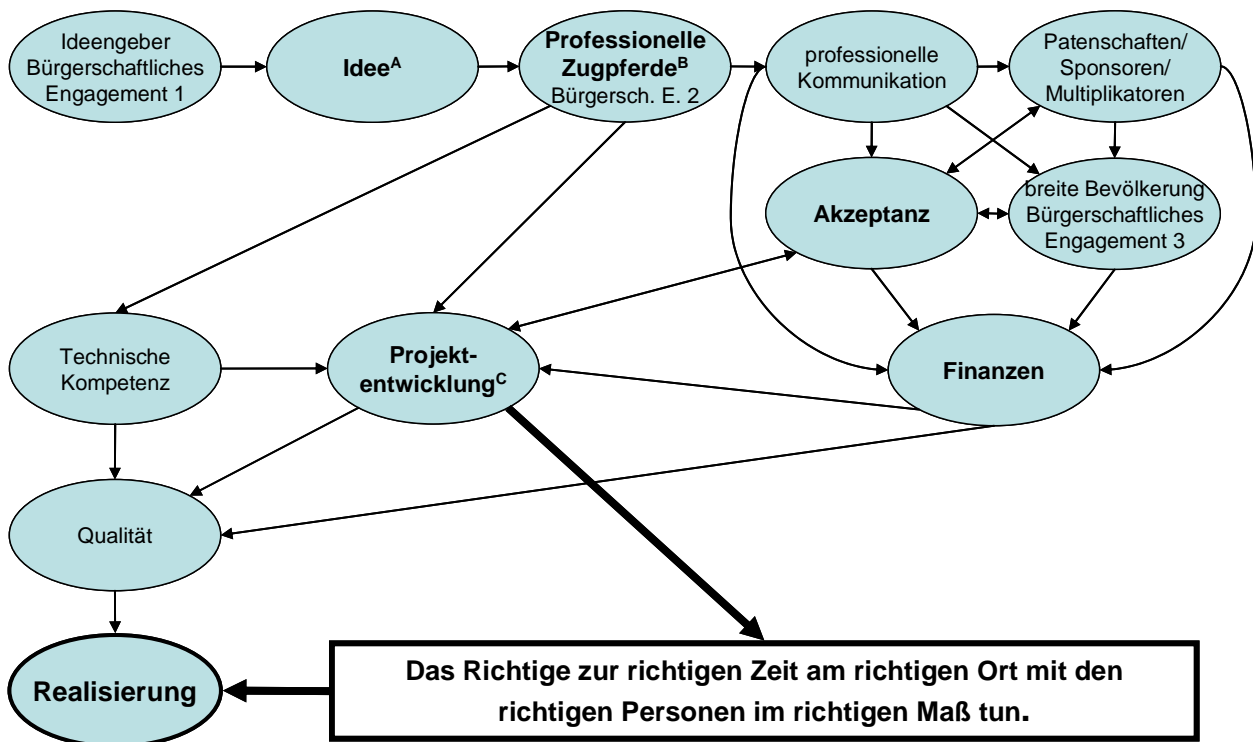 Ideengeber
Bürgerschaftliches
Engagement 1
Idee^A
Professionelle
Zugpferde^B
Bürgersch. E. 2
professionelle
Kommunikation
Patenschaften/
Sponsoren/
Multiplikatoren
Akzeptanz
breite Bevölkerung
Bürgerschaftliches
Engagement 3
Technische
Kompetenz
Projekt-
entwicklung^C
Finanzen
Qualität
Realisierung
Das Richtige zur richtigen Zeit am richtigen Ort mit den
richtigen Personen im richtigen Maß tun.